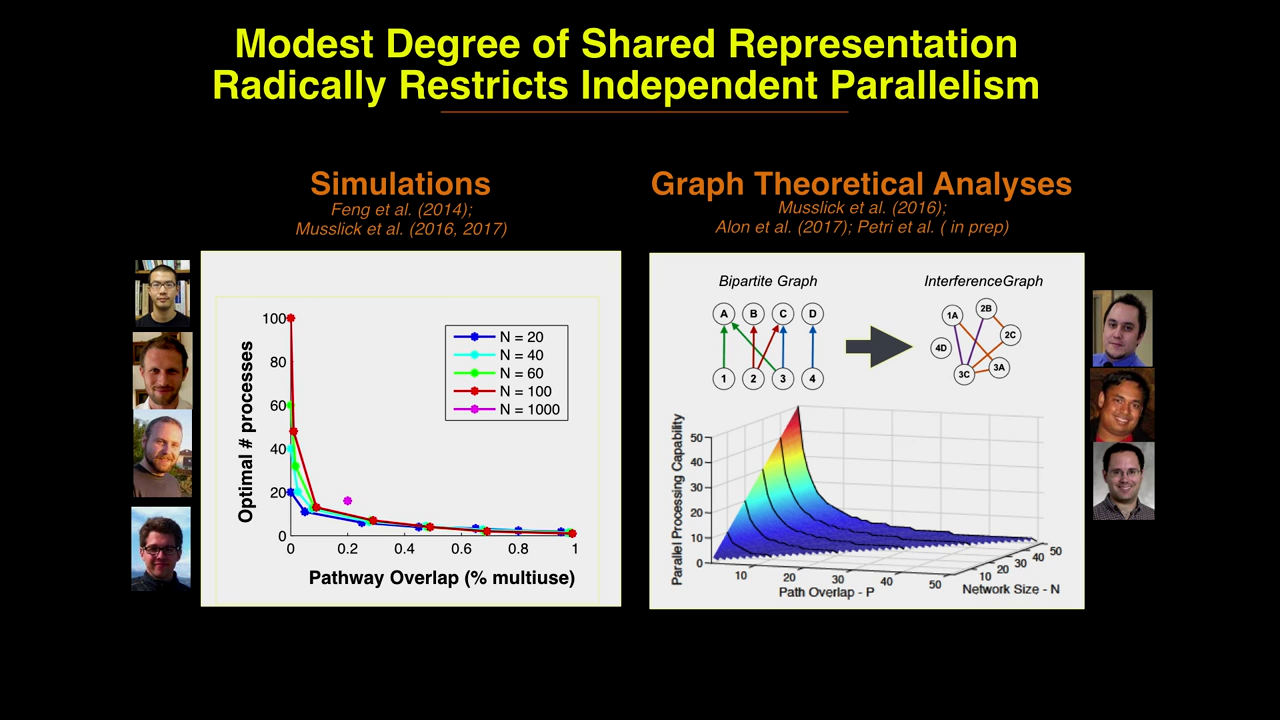 Modest Degree of Shared Representation
Radically Restricts Independent Parallelism
Simulations
Feng et al. (2014);
Musslick et al. (2016, 2017)
Optimal # processes
100
80
60
40
20
0
0 0.2 0.4 0.6 0.8 1
Pathway Overlap (% multiuse)
N = 20
N = 40
N = 60
N = 100
N = 1000
Graph Theoretical Analyses
Musslick et al. (2016);
Alon et al. (2017); Petri et al. ( in prep)
Bipartite Graph
A B C D
1 2 3 4
InterferenceGraph
1A 2B 2C 3A 3C 4D
Parallel Processing Capability
50
40
30
20
10
0
10 20 30 40 50
Path Overlap - P
10 20 30 40 50
Network Size - N